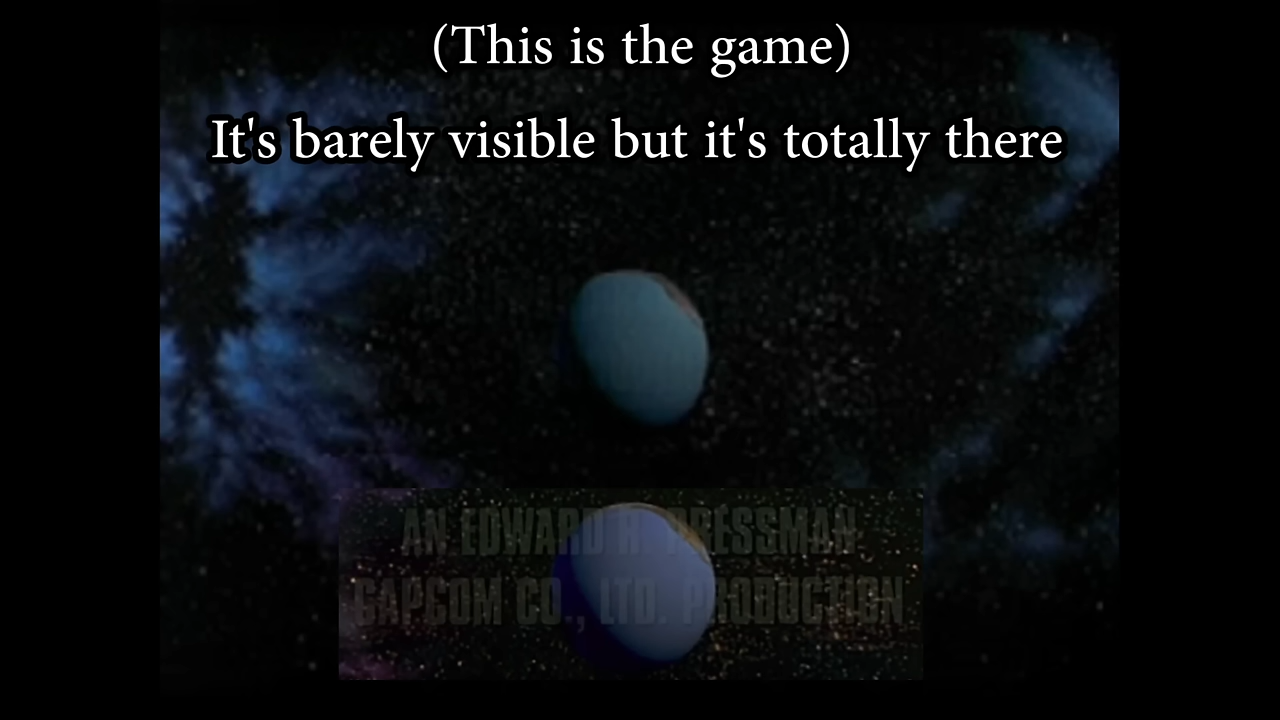 (This is the game)
It's barely visible but it's totally there
AN EDWARD R. PRESSMAN
CAPCOM CO., LTD. PRODUCTION